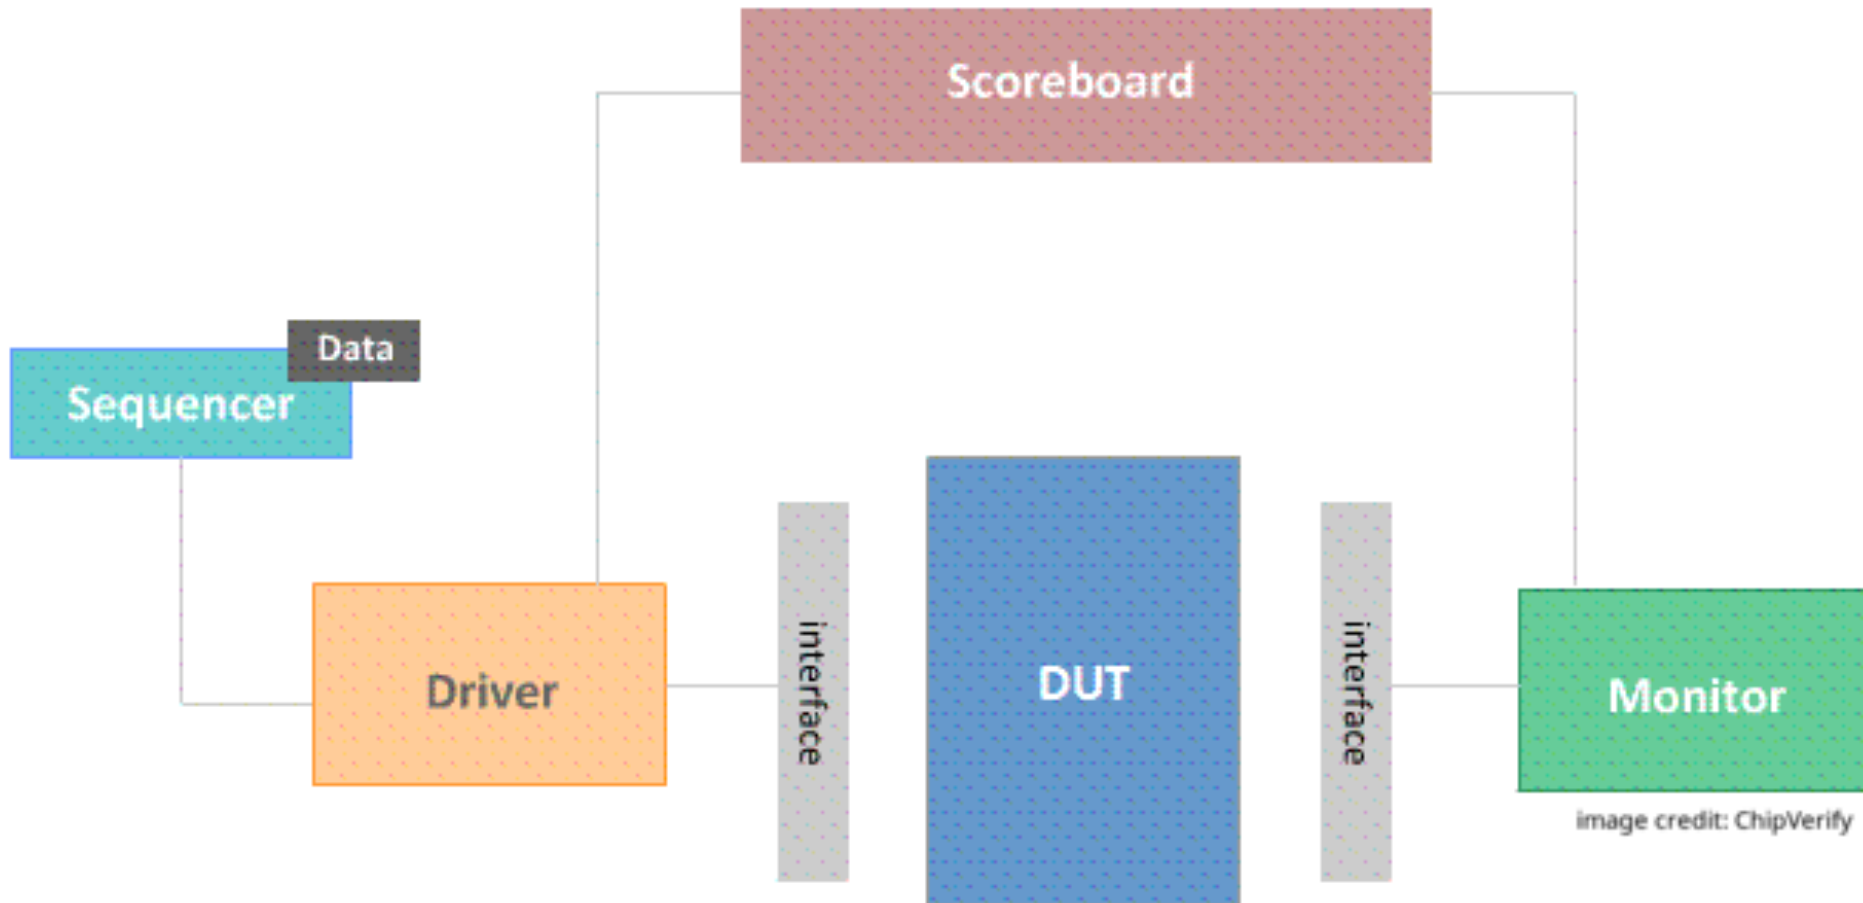 Scoreboard
Data
Sequencer
interface
DUT
interface
Driver
Monitor
image credit: ChipVerify